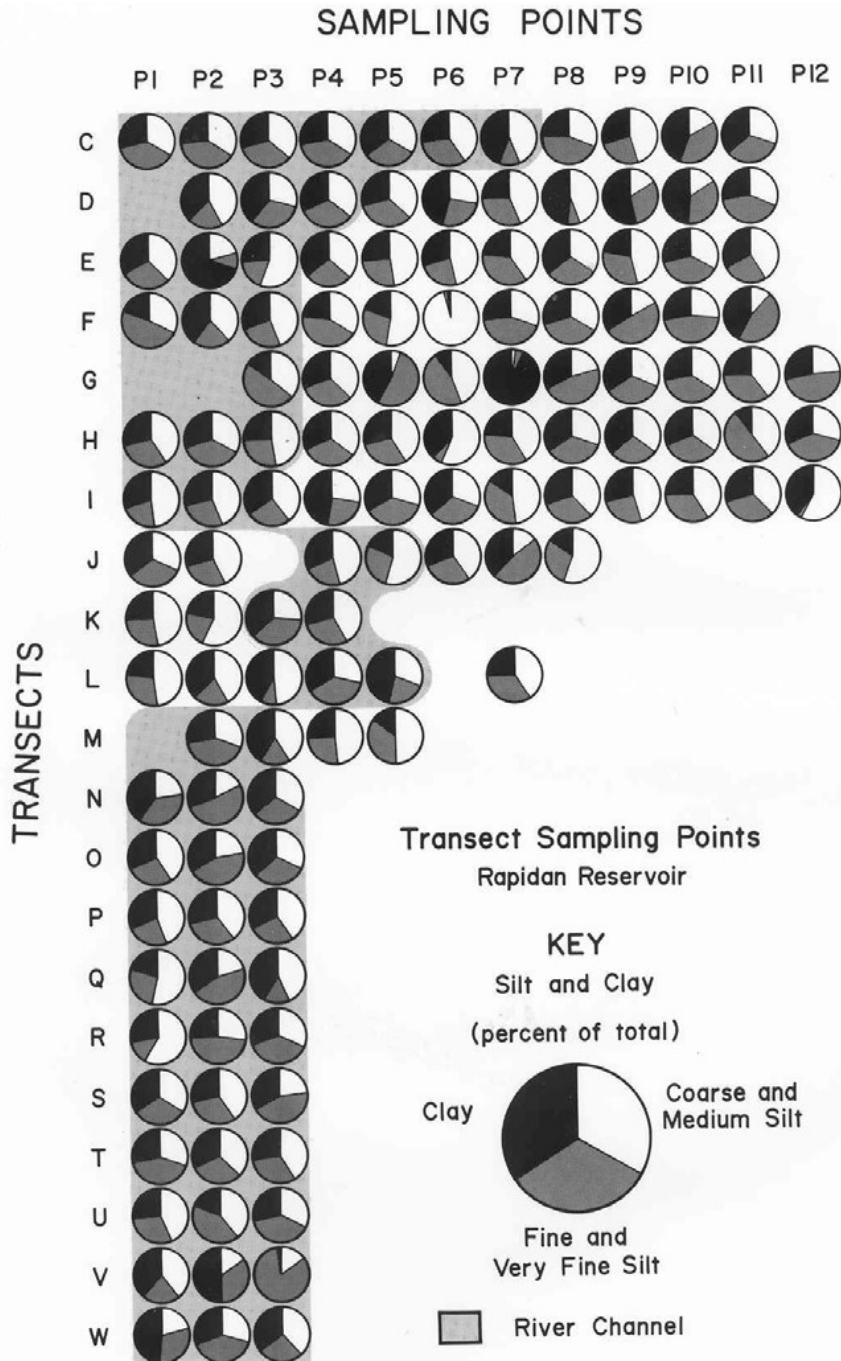 SAMPLING POINTS
P1 P2 P3 P4 P5 P6 P7 P8 P9 P10 P11 P12
TRANSECTS
C
D
E
F
G
H
I
J
K
L
M
N
O
P
Q
R
S
T
U
V
W
Transect Sampling Points
Rapidan Reservoir
KEY
Silt and Clay
(percent of total)
Clay
Coarse and
Medium Silt
Fine and
Very Fine Silt
River Channel